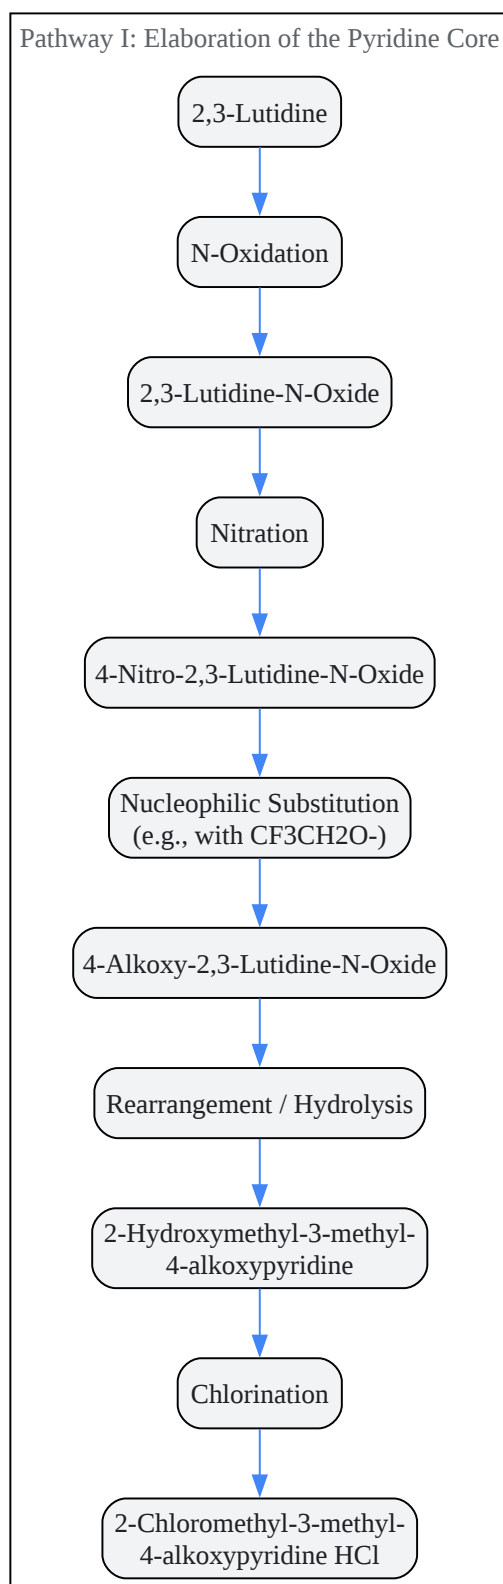 Pathway I: Elaboration of the Pyridine Core
2,3-Lutidine
N-Oxidation
2,3-Lutidine-N-Oxide
Nitration
4-Nitro-2,3-Lutidine-N-Oxide
Nucleophilic Substitution
(e.g., with CF3CH2O-)
4-Alkoxy-2,3-Lutidine-N-Oxide
Rearrangement / Hydrolysis
2-Hydroxymethyl-3-methyl-
4-alkoxypyridine
Chlorination
2-Chloromethyl-3-methyl-
4-alkoxypyridine HCl